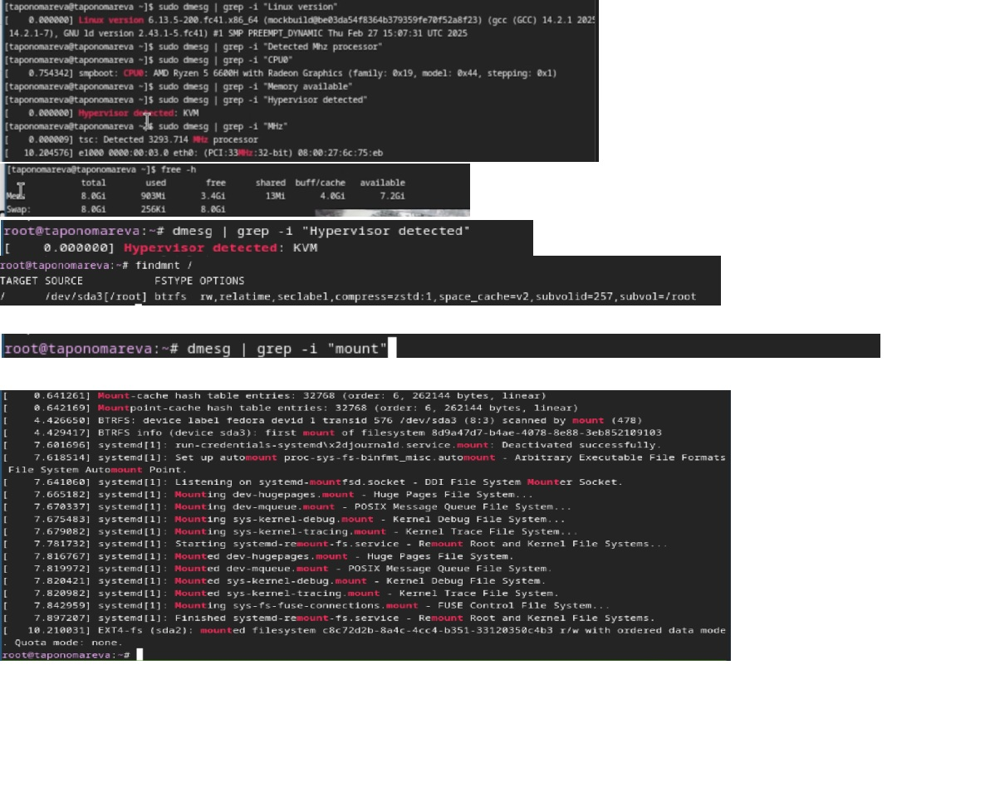 [taponomareva@taponomareva ~]$ sudo dmesg | grep -i "Linux version"
[    0.000000] Linux version 6.13.5-200.fc41.x86_64 (mockbuild@be03da54f8364b379359fe70f52a8f23) (gcc (GCC) 14.2.1 2025
14.2.1-7), GNU ld version 2.43.1-5.fc41) #1 SMP PREEMPT_DYNAMIC Thu Feb 27 15:07:31 UTC 2025
[taponomareva@taponomareva ~]$ sudo dmesg | grep -i "Detected Mhz processor"
[taponomareva@taponomareva ~]$ sudo dmesg | grep -i "CPU0"
[    0.754342] smpboot: CPU0: AMD Ryzen 5 6600H with Radeon Graphics (family: 0x19, model: 0x44, stepping: 0x1)
[taponomareva@taponomareva ~]$ sudo dmesg | grep -i "Memory available"
[taponomareva@taponomareva ~]$ sudo dmesg | grep -i "Hypervisor detected"
[    0.000000] Hypervisor detected: KVM
[taponomareva@taponomareva ~]$ sudo dmesg | grep -i "MHz"
[    0.000009] tsc: Detected 3293.714 MHz processor
[   10.204576] e1000 0000:00:03.0 eth0: (PCI:33MHz:32-bit) 08:00:27:6c:75:eb
[taponomareva@taponomareva ~]$ free -h
total used free shared buff/cache available
Mem: 8.0Gi 903Mi 3.4Gi 13Mi 4.0Gi 7.2Gi
Swap: 8.0Gi 256Ki 8.0Gi
root@taponomareva:~# dmesg | grep -i "Hypervisor detected"
[    0.000000] Hypervisor detected: KVM
root@taponomareva:~# findmnt /
TARGET SOURCE FSTYPE OPTIONS
/ /dev/sda3[/root] btrfs rw,relatime,seclabel,compress=zstd:1,space_cache=v2,subvolid=257,subvol=/root
root@taponomareva:~# dmesg | grep -i "mount"
[    0.641261] Mount-cache hash table entries: 32768 (order: 6, 262144 bytes, linear)
[    0.642169] Mountpoint-cache hash table entries: 32768 (order: 6, 262144 bytes, linear)
[    4.426650] BTRFS: device label fedora devid 1 transid 576 /dev/sda3 (8:3) scanned by mount (478)
[    4.429417] BTRFS info (device sda3): first mount of filesystem 8d9a47d7-b4ae-4078-8e88-3eb852109103
[    7.601696] systemd[1]: run-credentials-systemd\x2djournald.service.mount: Deactivated successfully.
[    7.618514] systemd[1]: Set up automount proc-sys-fs-binfmt_misc.automount - Arbitrary Executable File Formats
File System Automount Point.
[    7.641060] systemd[1]: Listening on systemd-mountfsd.socket - DDI File System Mounter Socket.
[    7.665182] systemd[1]: Mounting dev-hugepages.mount - Huge Pages File System...
[    7.670337] systemd[1]: Mounting dev-mqueue.mount - POSIX Message Queue File System...
[    7.675483] systemd[1]: Mounting sys-kernel-debug.mount - Kernel Debug File System...
[    7.679082] systemd[1]: Mounting sys-kernel-tracing.mount - Kernel Trace File System...
[    7.781732] systemd[1]: Starting systemd-remount-fs.service - Remount Root and Kernel File Systems...
[    7.816767] systemd[1]: Mounted dev-hugepages.mount - Huge Pages File System.
[    7.819972] systemd[1]: Mounted dev-mqueue.mount - POSIX Message Queue File System.
[    7.820421] systemd[1]: Mounted sys-kernel-debug.mount - Kernel Debug File System.
[    7.820982] systemd[1]: Mounted sys-kernel-tracing.mount - Kernel Trace File System.
[    7.842959] systemd[1]: Mounting sys-fs-fuse-connections.mount - FUSE Control File System...
[    7.897207] systemd[1]: Finished systemd-remount-fs.service - Remount Root and Kernel File Systems.
[   10.210031] EXT4-fs (sda2): mounted filesystem c8c72d2b-8a4c-4cc4-b351-33120350c4b3 r/w with ordered data mode
. Quota mode: none.
root@taponomareva:~#